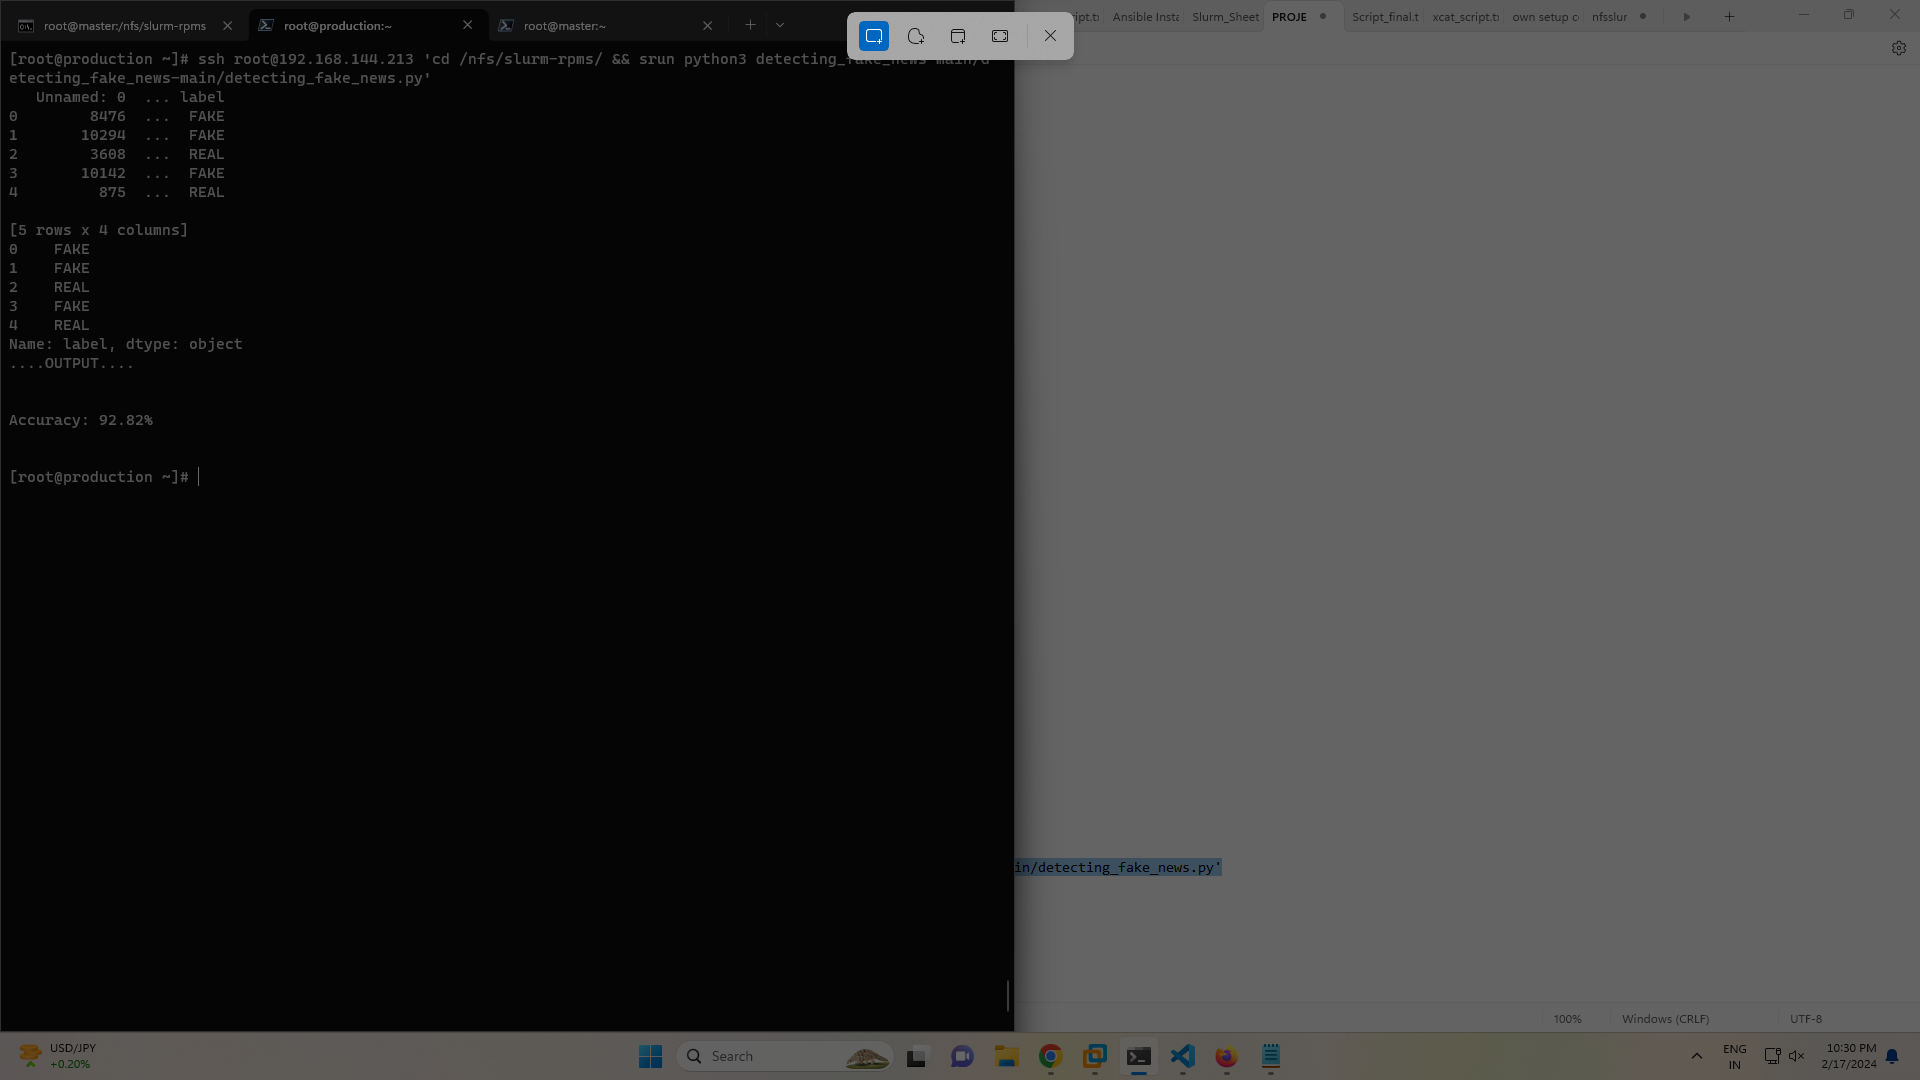 root@master:/nfs/slurm-rpms
root@production:~
root@master:~
Ansible Insta
Slurm_Sheet
PROJE
Script_final.t
xcat_script.t
own setup c
nfsslur
[root@production ~]# ssh root@192.168.144.213 'cd /nfs/slurm-rpms/ && srun python3 detecting_fake_news-main/d
etecting_fake_news-main/detecting_fake_news.py'
   Unnamed: 0  ... label
0        8476  ...  FAKE
1       10294  ...  FAKE
2        3608  ...  REAL
3       10142  ...  FAKE
4         875  ...  REAL
[5 rows x 4 columns]
0    FAKE
1    FAKE
2    REAL
3    FAKE
4    REAL
Name: label, dtype: object
....OUTPUT....
Accuracy: 92.82%
[root@production ~]#
in/detecting_fake_news.py'
100%
Windows (CRLF)
UTF-8
USD/JPY
+0.20%
Search
ENG
IN
10:30 PM
2/17/2024